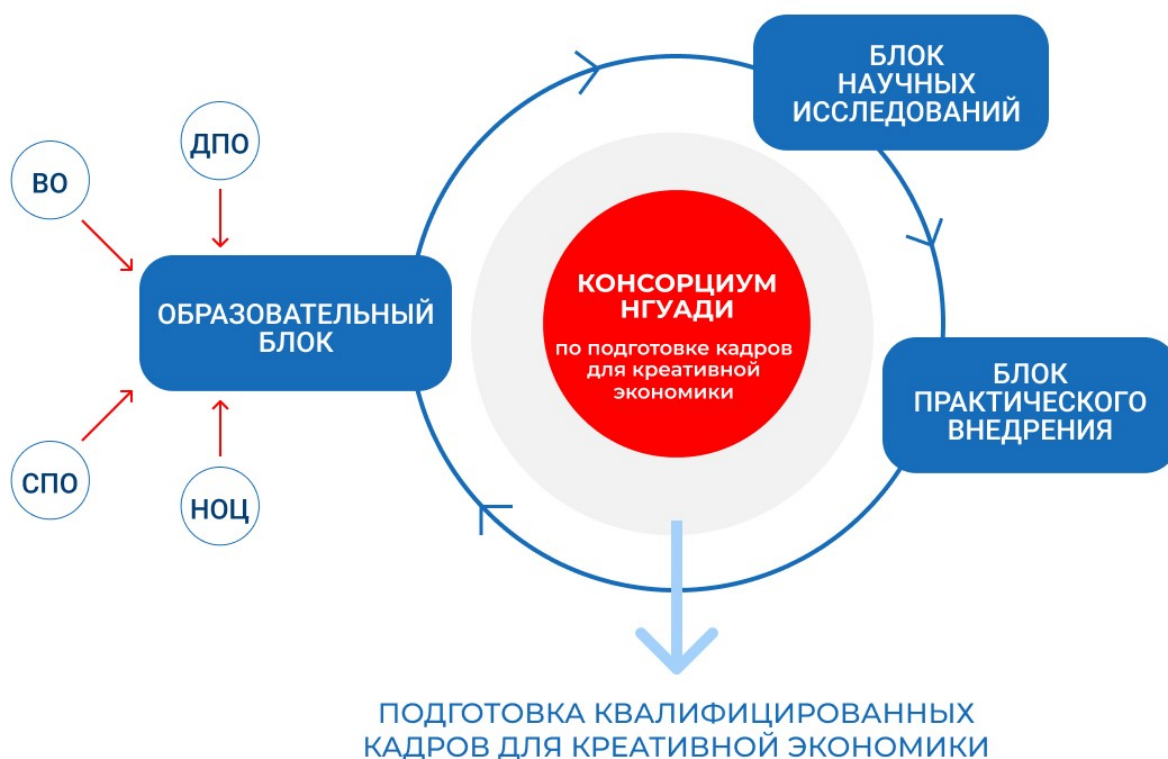 БЛОК
НАУЧНЫХ
ИССЛЕДОВАНИЙ
ДПО
ВО
ОБРАЗОВАТЕЛЬНЫЙ
БЛОК
КОНСОРЦИУМ
НГУАДИ
по подготовке кадров
для креативной
экономики
БЛОК
ПРАКТИЧЕСКОГО
ВНЕДРЕНИЯ
СПО
НОЦ
ПОДГОТОВКА КВАЛИФИЦИРОВАННЫХ
КАДРОВ ДЛЯ КРЕАТИВНОЙ ЭКОНОМИКИ